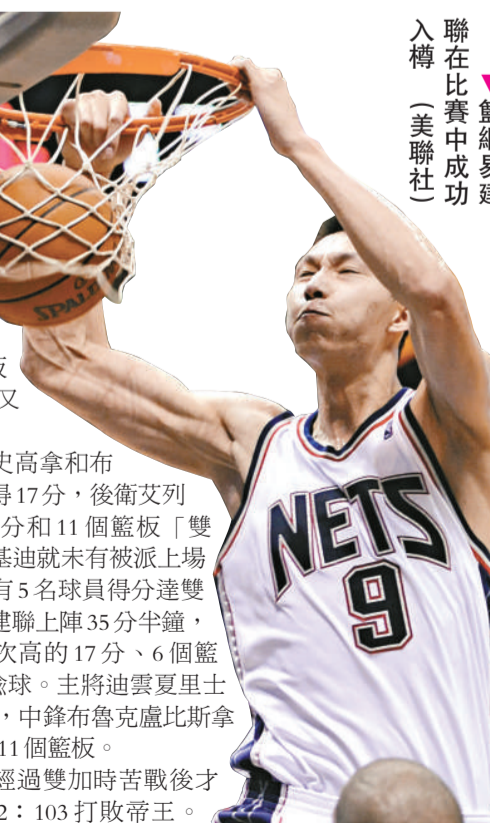 籃網易建
聯在比賽中成功
入樽 (美聯社)
SPAL
NETS
9
又
史高拿和布
得17分，後衛艾列
分和11個籃板「雙
基迪就未有被派上場
有5名球員得分達雙
建聯上陣35分半鐘，
次高的17分、6個籃
球。主將迪雲夏里士
，中鋒布魯克盧比斯拿
11個籃板。
經過雙加時苦戰後才
2：103打敗帝王。